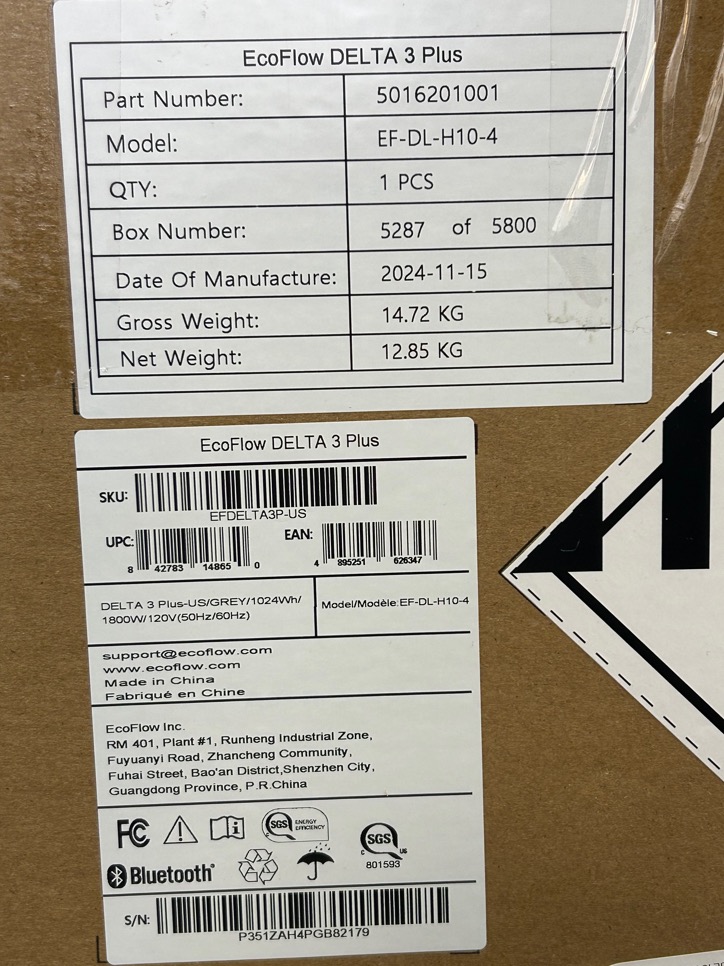 EcoFlow DELTA 3 Plus
Part Number: 5016201001
Model: EF-DL-H10-4
QTY: 1 PCS
Box Number: 5287 of 5800
Date Of Manufacture: 2024-11-15
Gross Weight: 14.72 KG
Net Weight: 12.85 KG
EcoFlow DELTA 3 Plus
SKU:
EFDELTA3P-US
UPC:
8 42783 14865 0
EAN:
4 895251 626347
DELTA 3 Plus-US/GREY/1024Wh/
1800W/120V(50Hz/60Hz)
Model/Modèle:EF-DL-H10-4
support@ecoflow.com
www.ecoflow.com
Made in China
Fabriqué en Chine
EcoFlow Inc.
RM 401, Plant #1, Runheng Industrial Zone,
Fuyuanyi Road, Zhancheng Community,
Fuhai Street, Bao'an District,Shenzhen City,
Guangdong Province, P.R.China
FC
SGS
C
ENERGY
EFFICIENCY
SGS
C US
801593
Bluetooth®
S/N:
P351ZAH4PGB82179